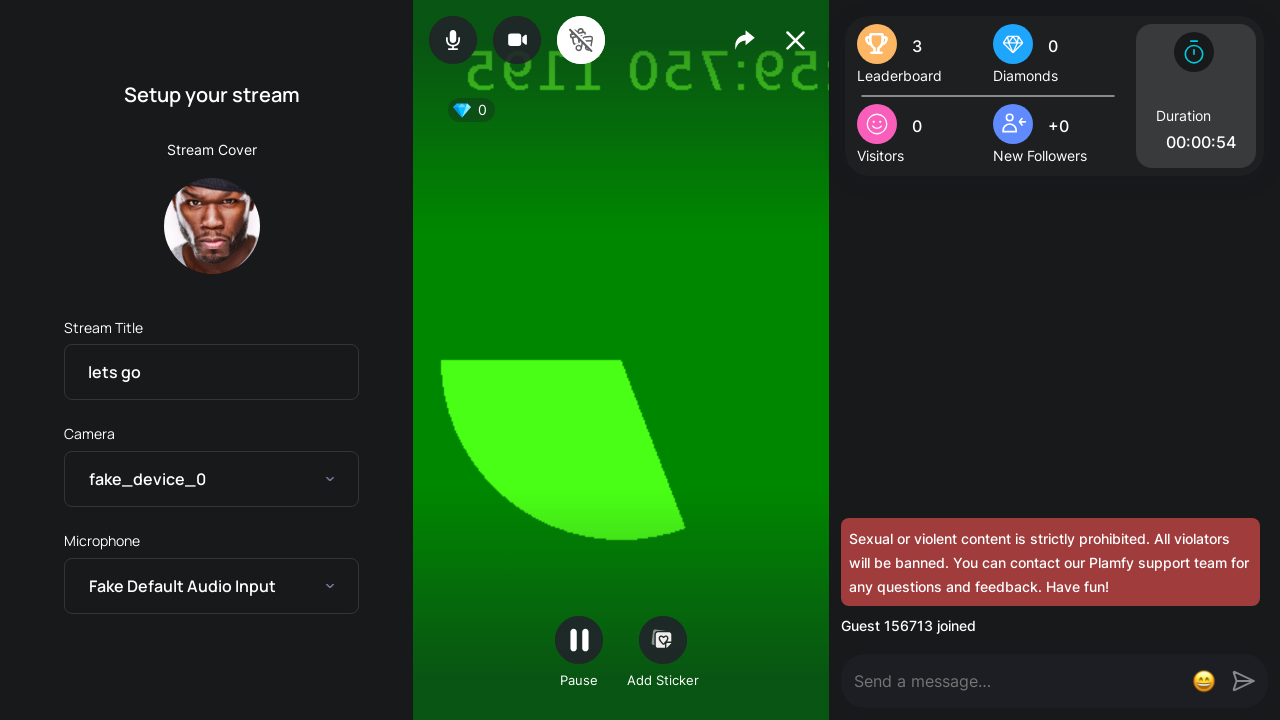 Setup your stream
Stream Cover
Stream Title
lets go
Camera
fake_device_0
Microphone
Fake Default Audio Input
59:750 1195
0
Pause
Add Sticker
3
Leaderboard
0
Diamonds
0
Visitors
+0
New Followers
Duration
00:00:54
Sexual or violent content is strictly prohibited. All violators
will be banned. You can contact our Plamfy support team for
any questions and feedback. Have fun!
Guest 156713 joined
Send a message...